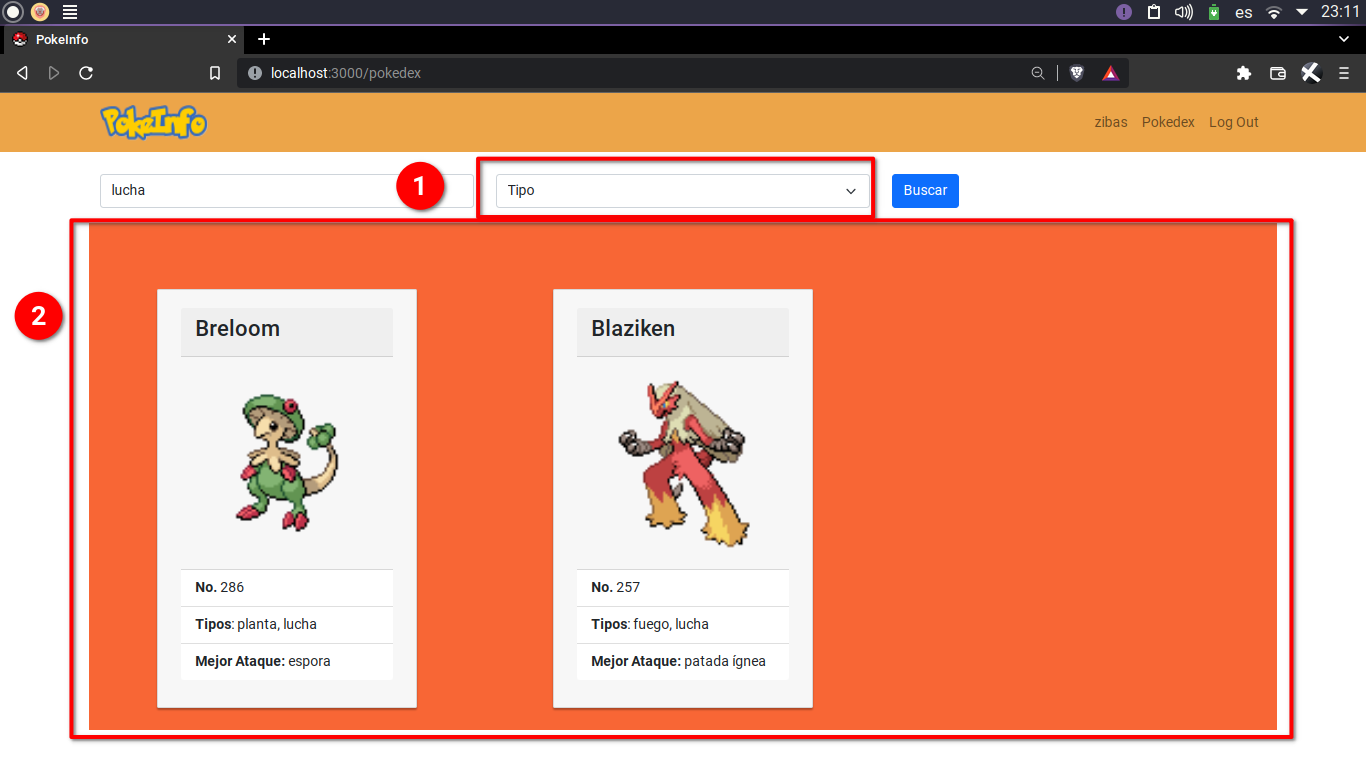 es 23:11
PokeInfo
localhost:3000/pokedex
PokeInfo
zibas Pokedex Log Out
lucha
1
Tipo
Buscar
2
Breloom
No. 286
Tipos: planta, lucha
Mejor Ataque: espora
Blaziken
No. 257
Tipos: fuego, lucha
Mejor Ataque: patada ígnea